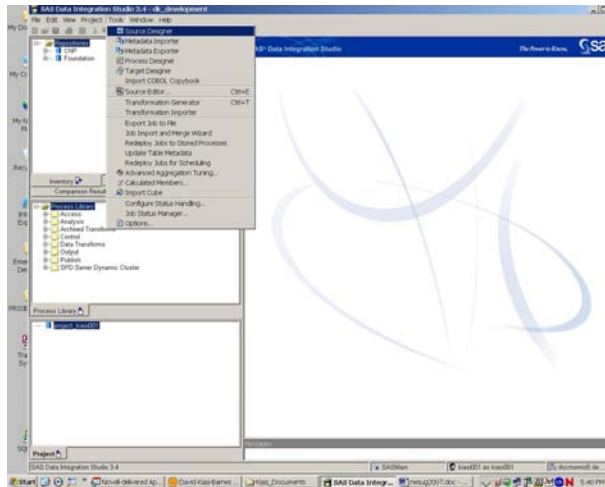 SAS Data Integration Studio 3.4 - dk_development
File Edit View Project Tools Window Help
Repositories
CNP
Foundation
Source Designer
Metadata Importer
Metadata Exporter
Process Designer
Target Designer
Import COBOL Copybook
Source Editor... Ctrl+E
Transformation Generator Ctrl+T
Transformation Importer
Export Job to File
Job Import and Merge Wizard
Redeploy Jobs to Stored Processes
Update Table Metadata
Redeploy Jobs for Scheduling
Advanced Aggregation Tuning...
Calculated Members...
Import Cube
Configure Status Handling...
Job Status Manager...
Options...
Data Integration Studio
The Power to Know.
Inventory
Comparison Result
Process Library
Access
Analysis
Archived Transforms
Control
Data Transforms
Output
Publish
SPD Server Dynamic Cluster
Process Library
Project
SAS Data Integration Studio 3.4
SASMain
Start
Novell-delivered Ap...
SAS Data Integr...
nesug2007.doc -...
5:40 PM